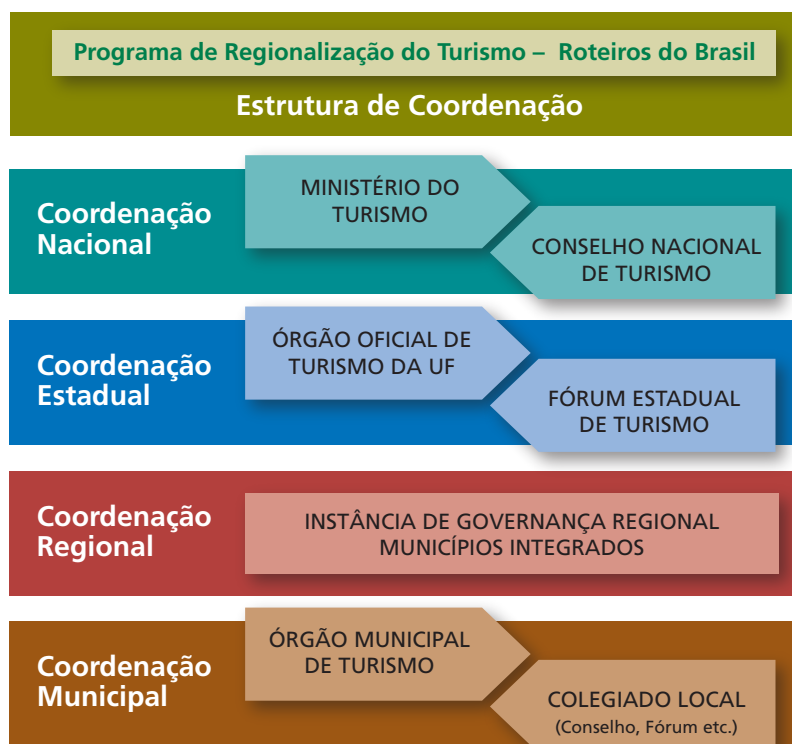 Programa de Regionalização do Turismo – Roteiros do Brasil
Estrutura de Coordenação
Coordenação
Nacional
MINISTÉRIO DO
TURISMO
CONSELHO NACIONAL
DE TURISMO
Coordenação
Estadual
ÓRGÃO OFICIAL DE
TURISMO DA UF
FÓRUM ESTADUAL
DE TURISMO
Coordenação
Regional
INSTÂNCIA DE GOVERNANÇA REGIONAL
MUNICÍPIOS INTEGRADOS
Coordenação
Municipal
ÓRGÃO MUNICIPAL
DE TURISMO
COLEGIADO LOCAL
(Conselho, Fórum etc.)